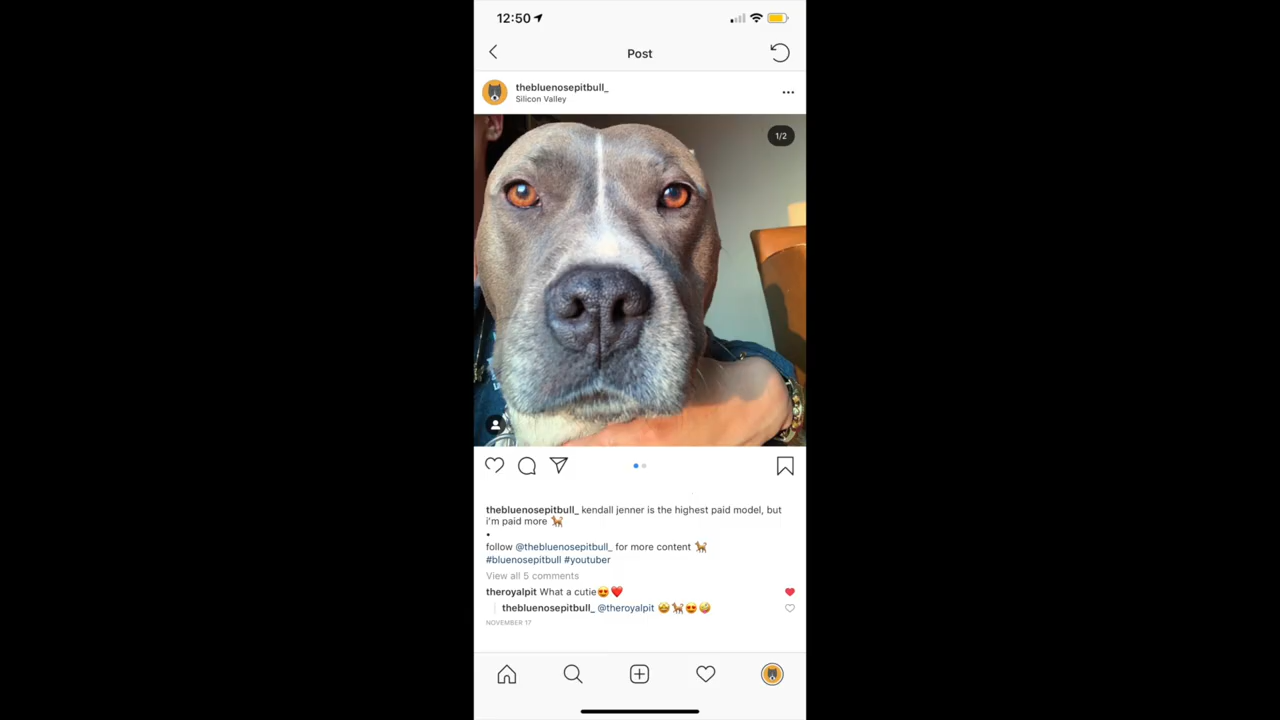 12:50
Post
thebluenosepitbull_
Silicon Valley
1/2
thebluenosepitbull_ kendall jenner is the highest paid model, but
i'm paid more 🐕
•
follow @thebluenosepitbull_ for more content 🐕
#bluenosepitbull #youtuber
View all 5 comments
theroyalpit What a cutie😍❤️
thebluenosepitbull_ @theroyalpit 🤩🐕😍🤪
NOVEMBER 17